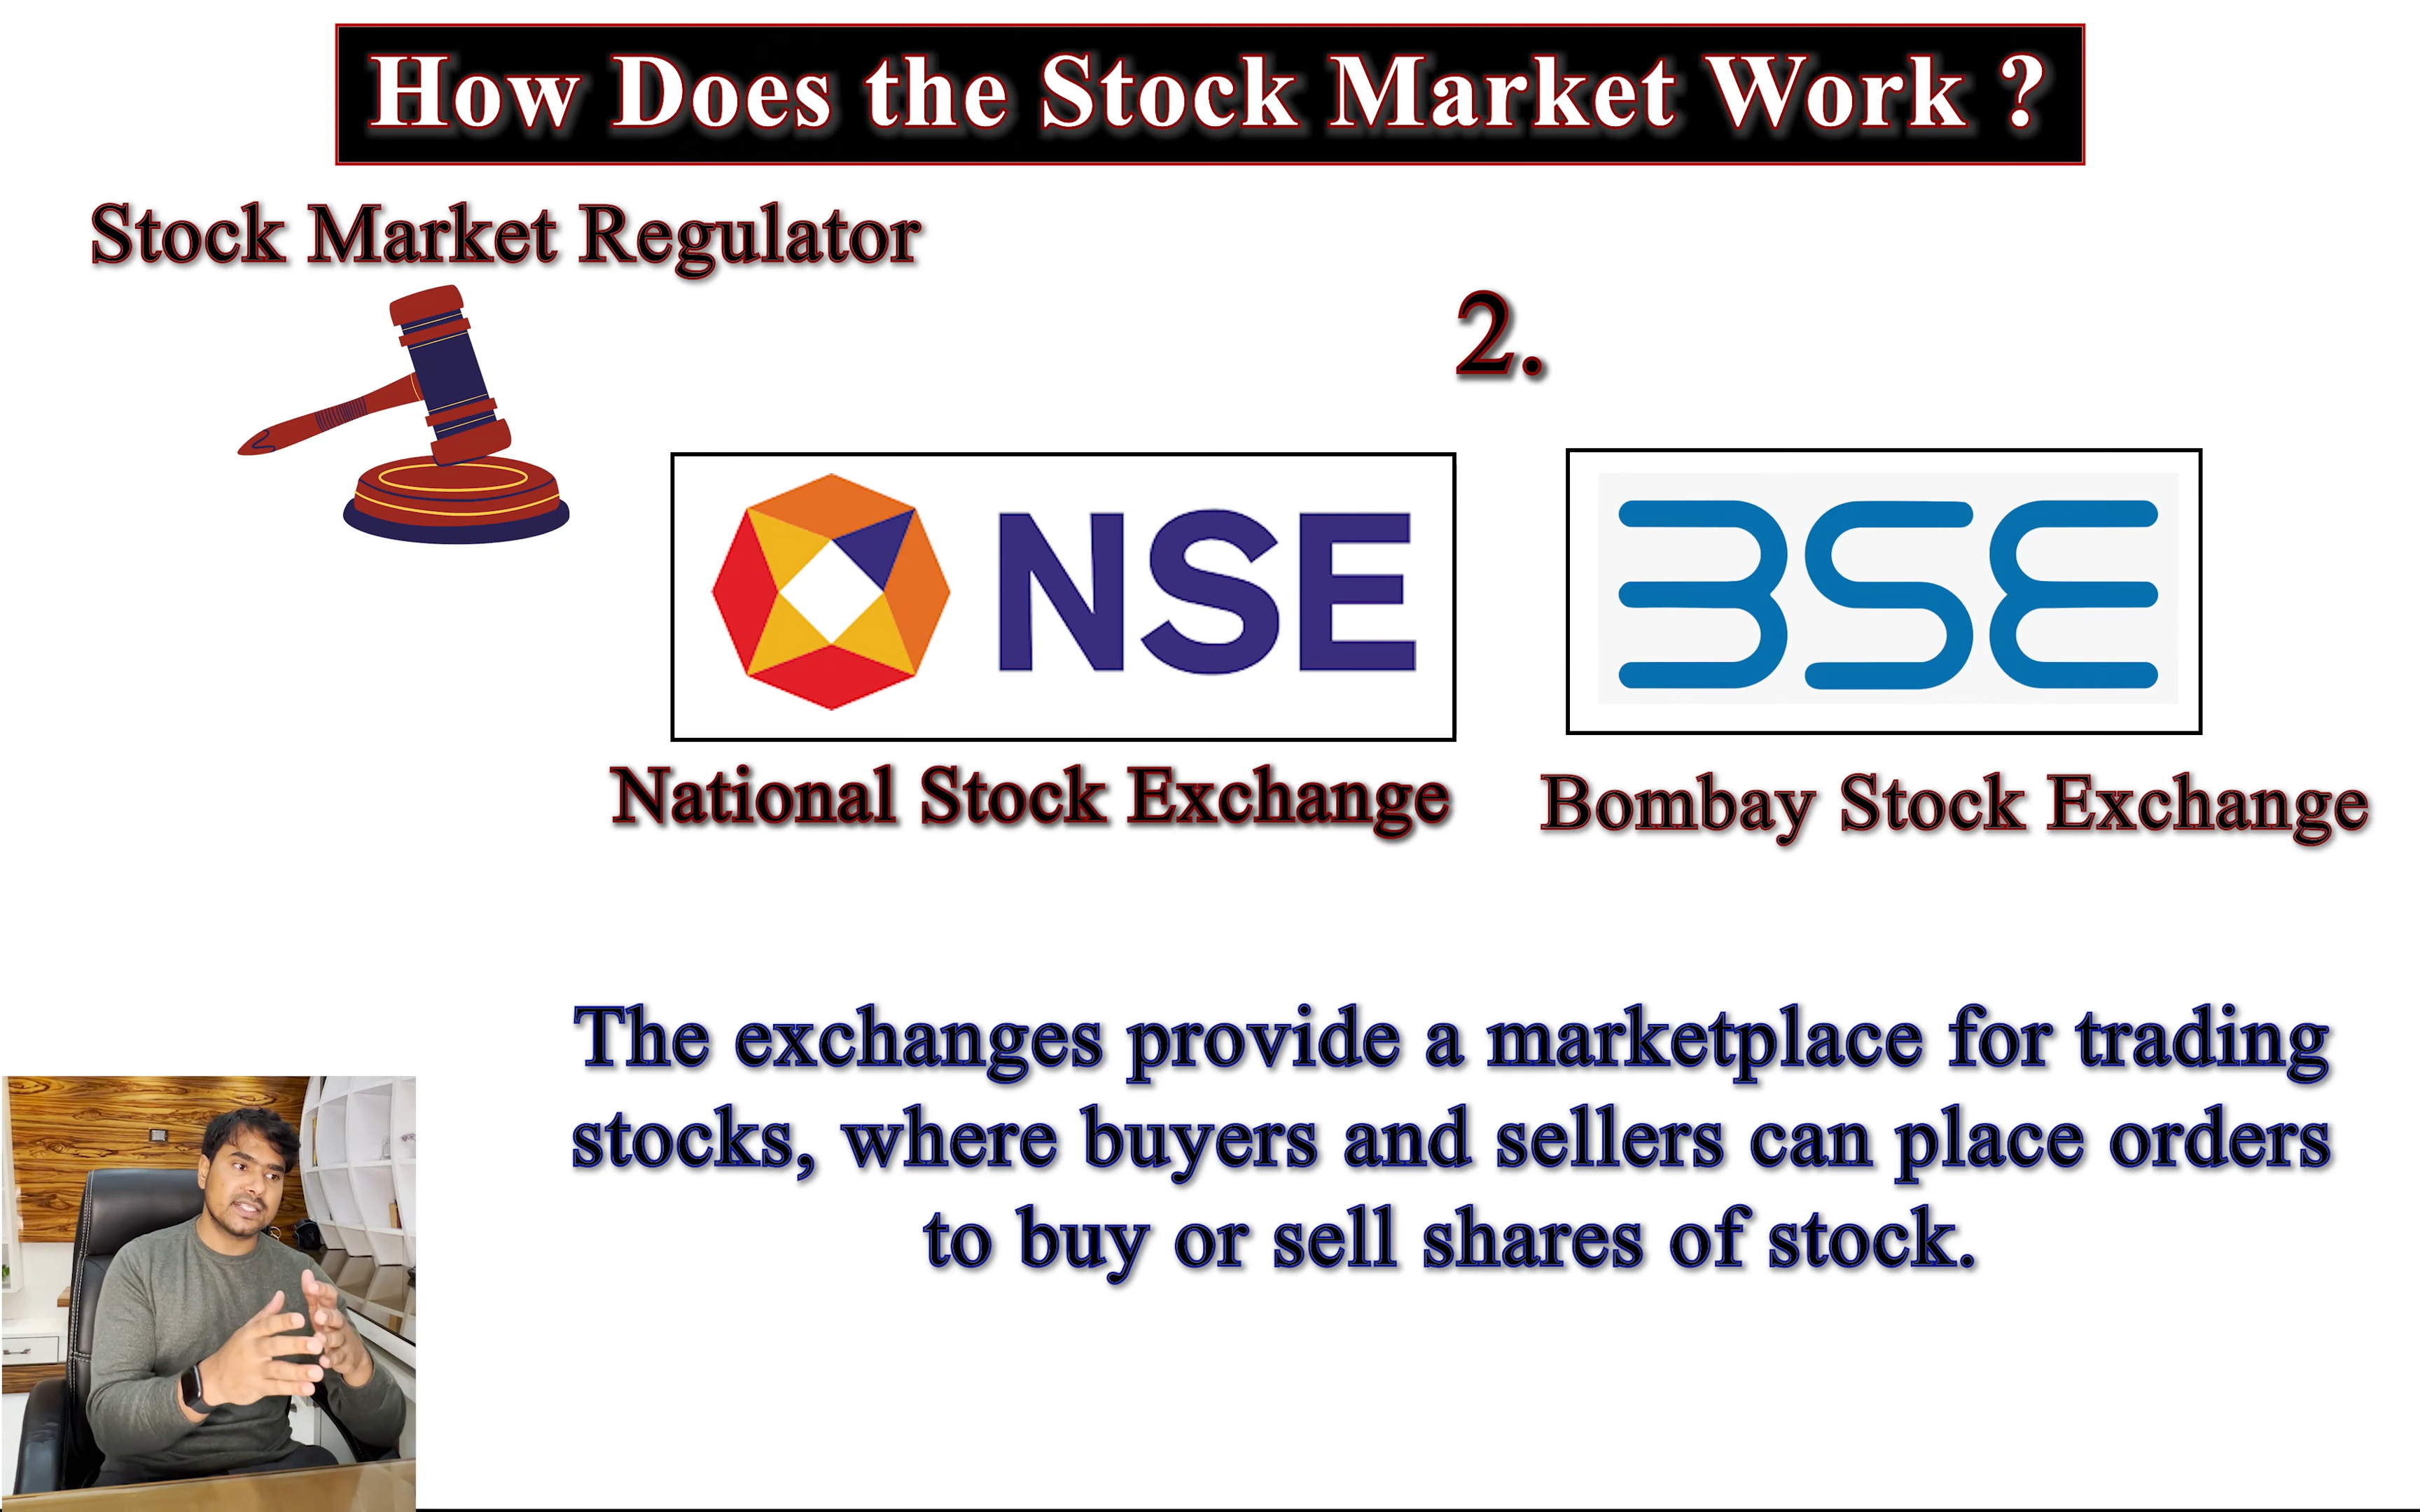 How Does the Stock Market Work ?
Stock Market Regulator
2.
NSE
BSE
National Stock Exchange
Bombay Stock Exchange
The exchanges provide a marketplace for trading
stocks, where buyers and sellers can place orders
to buy or sell shares of stock.